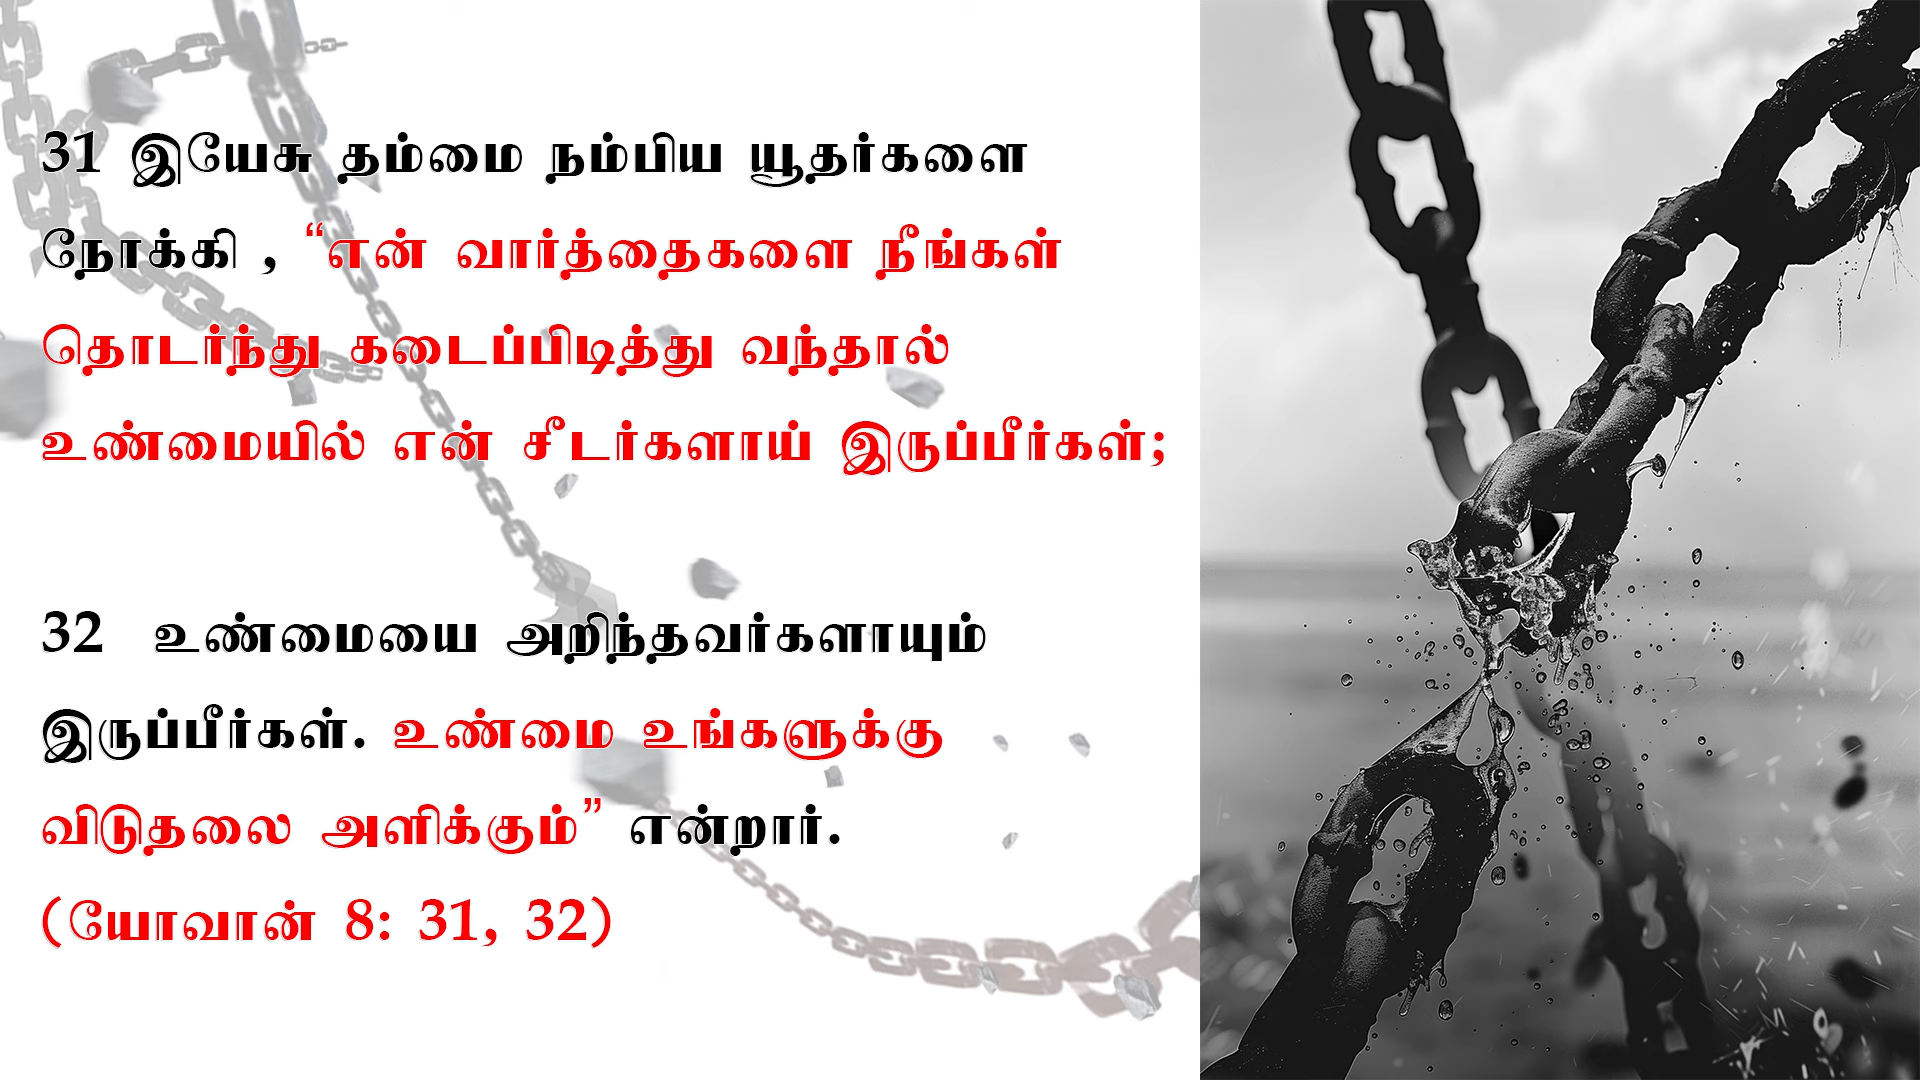 31 இயேசு தம்மை நம்பிய யூதர்களை
நோக்கி , “என் வார்த்தைகளை நீங்கள்
தொடர்ந்து கடைப்பிடித்து வந்தால்
உண்மையில் என் சீடர்களாய் இருப்பீர்கள்;
32 உண்மையை அறிந்தவர்களாயும்
இருப்பீர்கள். உண்மை உங்களுக்கு
விடுதலை அளிக்கும்” என்றார்.
(யோவான் 8: 31, 32)